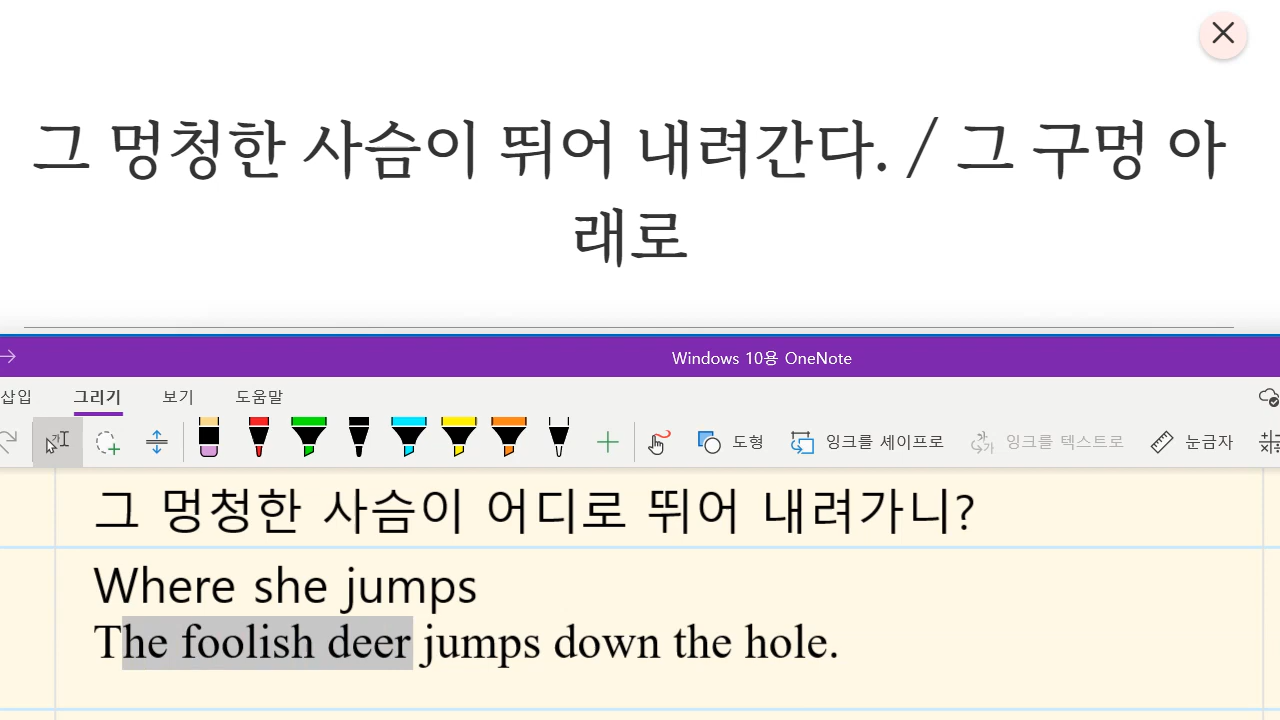 그 멍청한 사슴이 뛰어 내려간다. / 그 구멍 아
래로
Windows 10용 OneNote
삽입 그리기 보기 도움말
도형 잉크를 셰이프로 잉크를 텍스트로 눈금자
그 멍청한 사슴이 어디로 뛰어 내려가니?
Where she jumps
The foolish deer jumps down the hole.